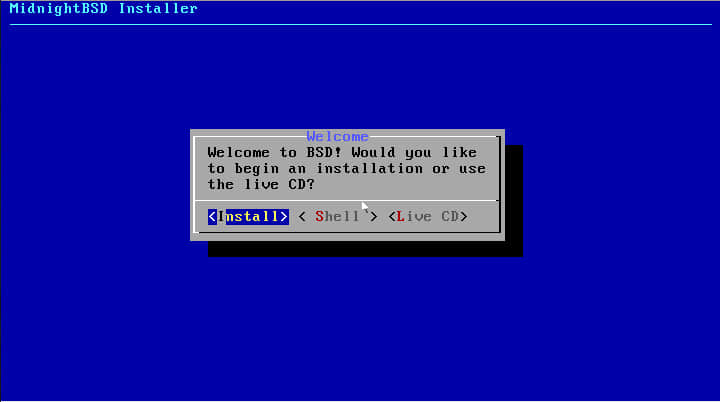 MidnightBSD Installer
Welcome
Welcome to BSD! Would you like
to begin an installation or use
the live CD?
<Install> < Shell > <Live CD>